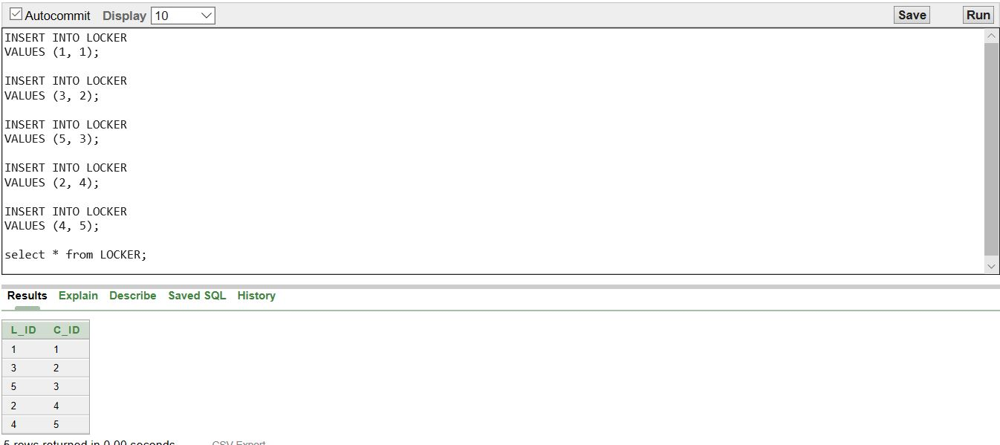 Autocommit Display 10 Save Run
INSERT INTO LOCKER
VALUES (1, 1);
INSERT INTO LOCKER
VALUES (3, 2);
INSERT INTO LOCKER
VALUES (5, 3);
INSERT INTO LOCKER
VALUES (2, 4);
INSERT INTO LOCKER
VALUES (4, 5);
select * from LOCKER;
Results Explain Describe Saved SQL History
L_ID C_ID
1 1
3 2
5 3
2 4
4 5
5 rows returned in 0.00 seconds CSV Export